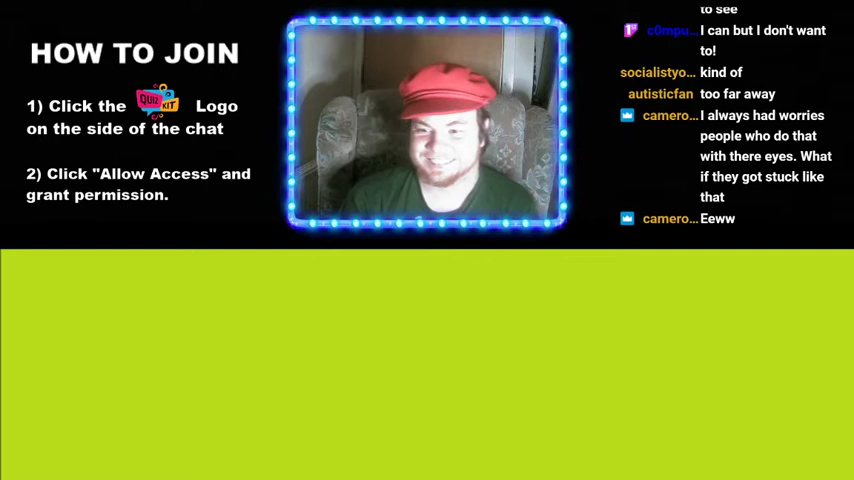 HOW TO JOIN
1) Click the QUIZ KIT Logo
on the side of the chat
2) Click "Allow Access" and
grant permission.
to see
c0mpu... I can but I don't want
to!
socialistyo... kind of
autisticfan too far away
camero... I always had worries
people who do that
with there eyes. What
if they got stuck like
that
camero... Eeww